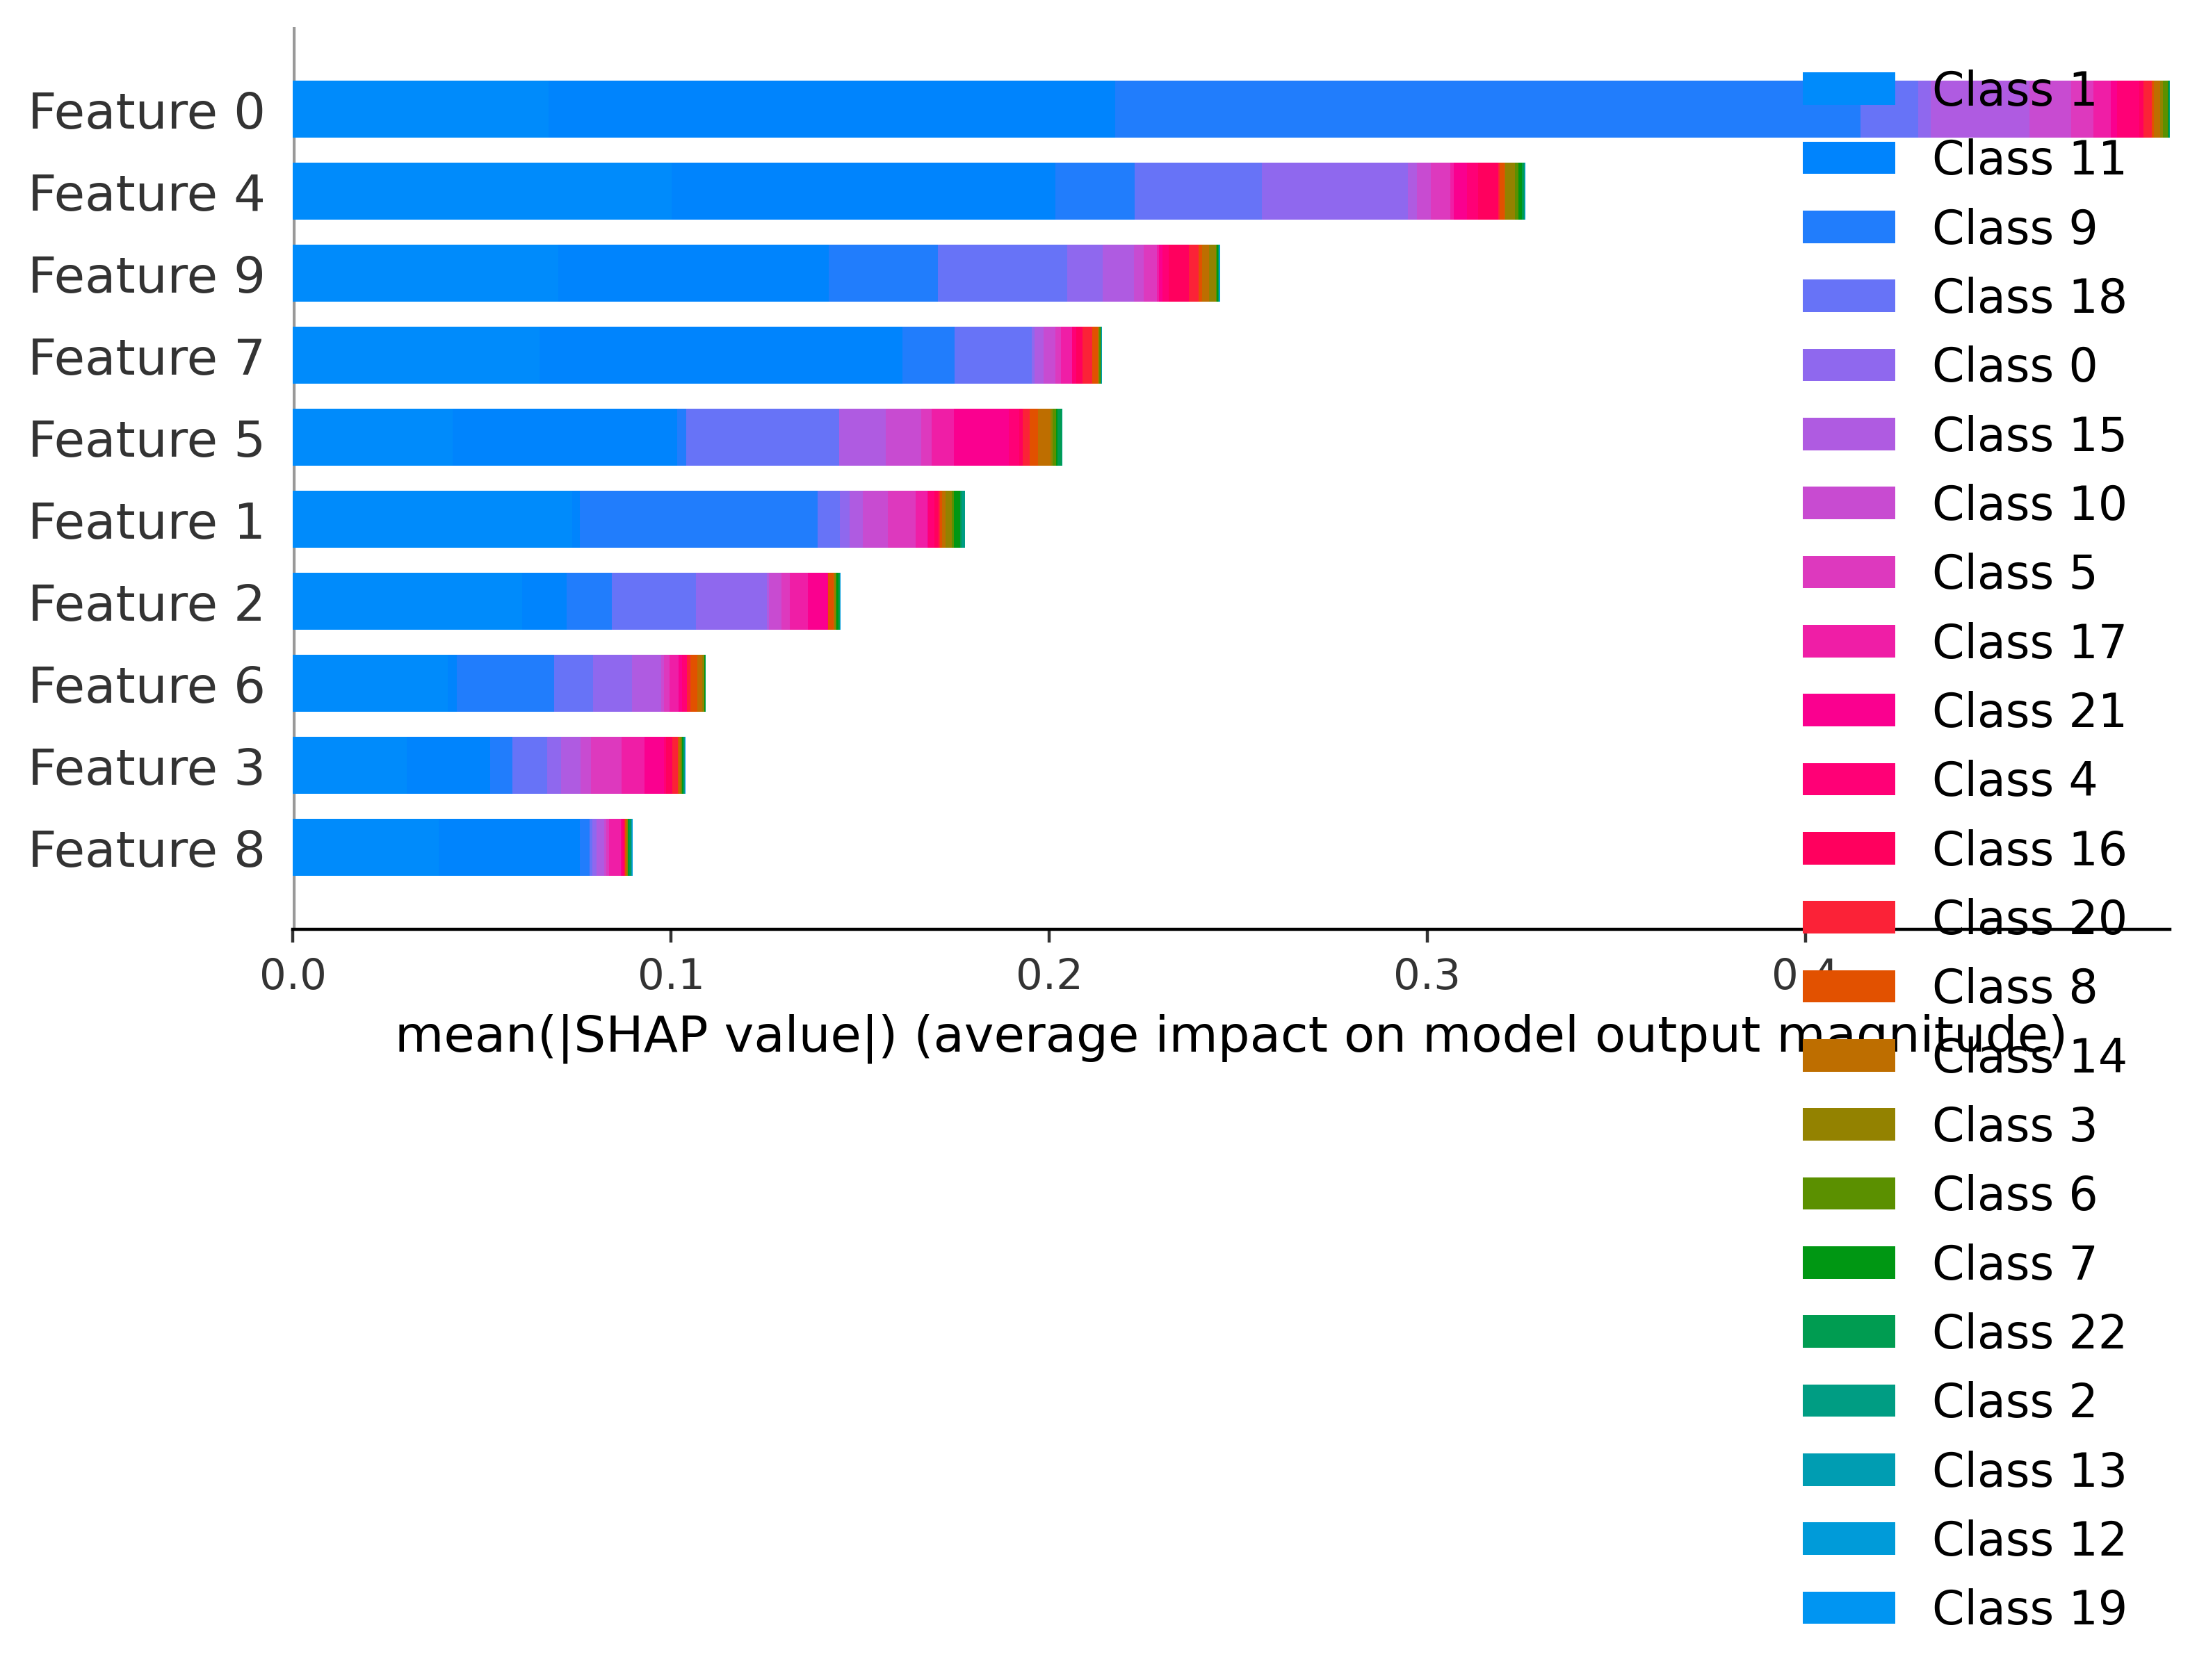 Feature 0
Feature 4
Feature 9
Feature 7
Feature 5
Feature 1
Feature 2
Feature 6
Feature 3
Feature 8
0.0
0.1
0.2
0.3
0.4
mean(|SHAP value|) (average impact on model output magnitude)
Class 1
Class 11
Class 9
Class 18
Class 0
Class 15
Class 10
Class 5
Class 17
Class 21
Class 4
Class 16
Class 20
Class 8
Class 14
Class 3
Class 6
Class 7
Class 22
Class 2
Class 13
Class 12
Class 19